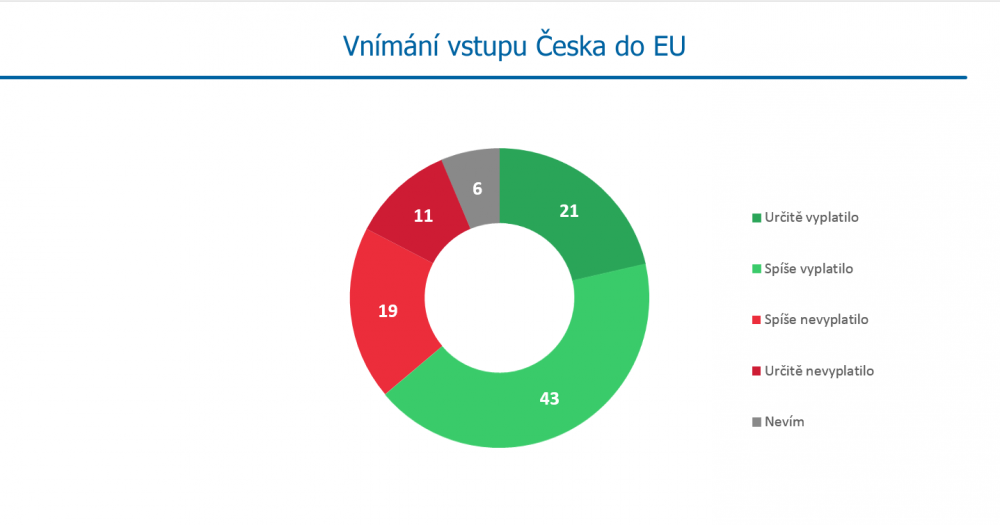 Vnímání vstupu Česka do EU
6
21
11
19
43
Určitě vyplatilo
Spíše vyplatilo
Spíše nevyplatilo
Určitě nevyplatilo
Nevím